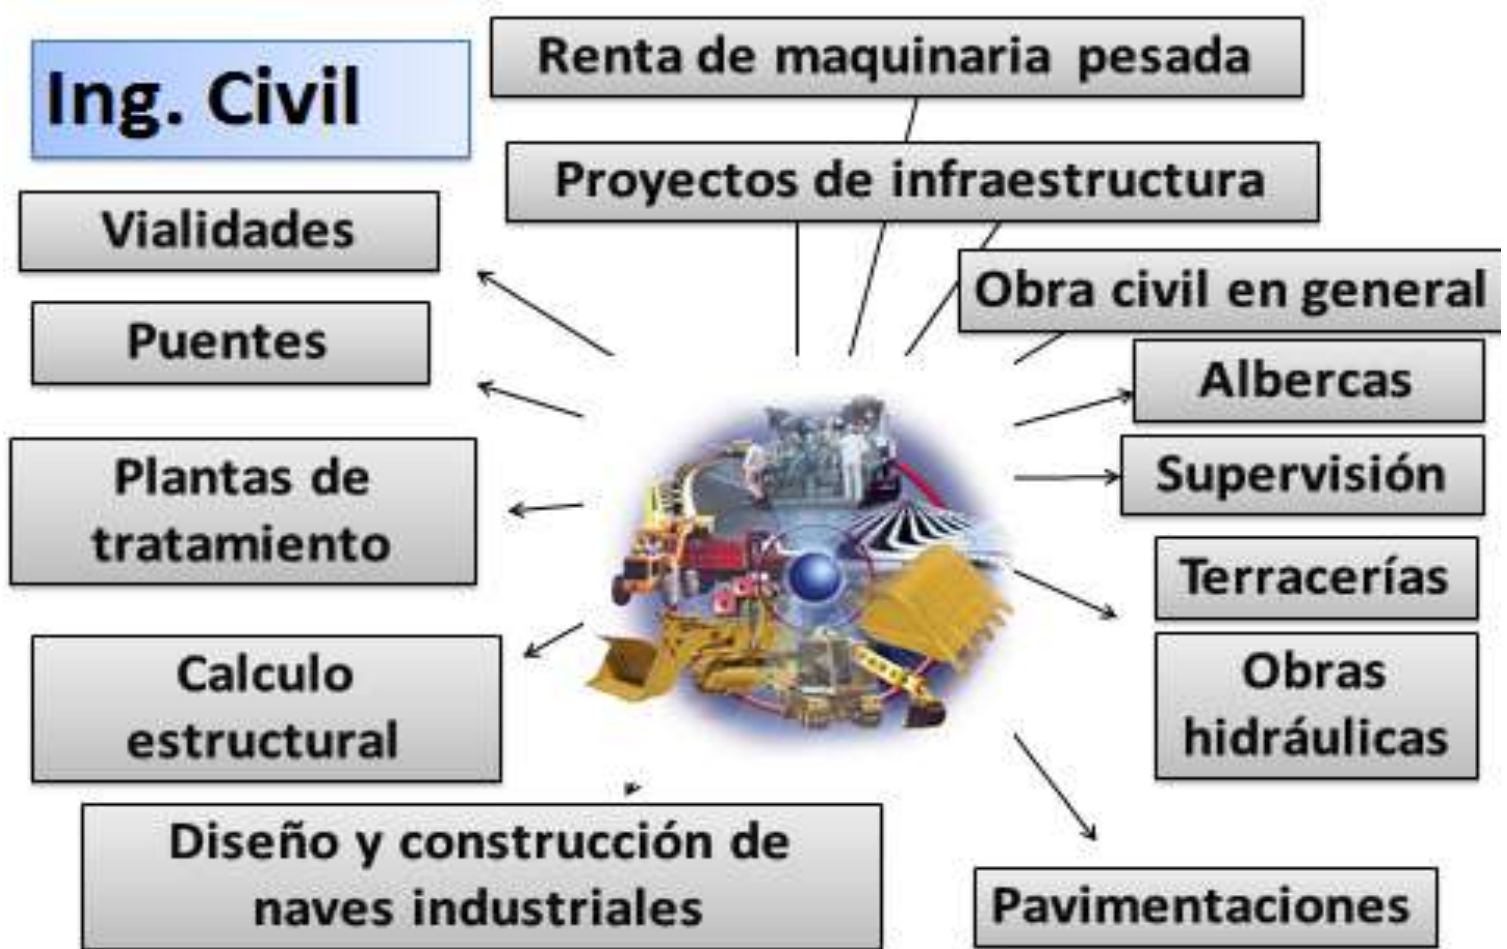 Ing. Civil
Renta de maquinaria pesada
Proyectos de infraestructura
Vialidades
Obra civil en general
Puentes
Albercas
Plantas de
tratamiento
Supervisión
Terracerías
Calculo
estructural
Obras
hidráulicas
Diseño y construcción de
naves industriales
Pavimentaciones